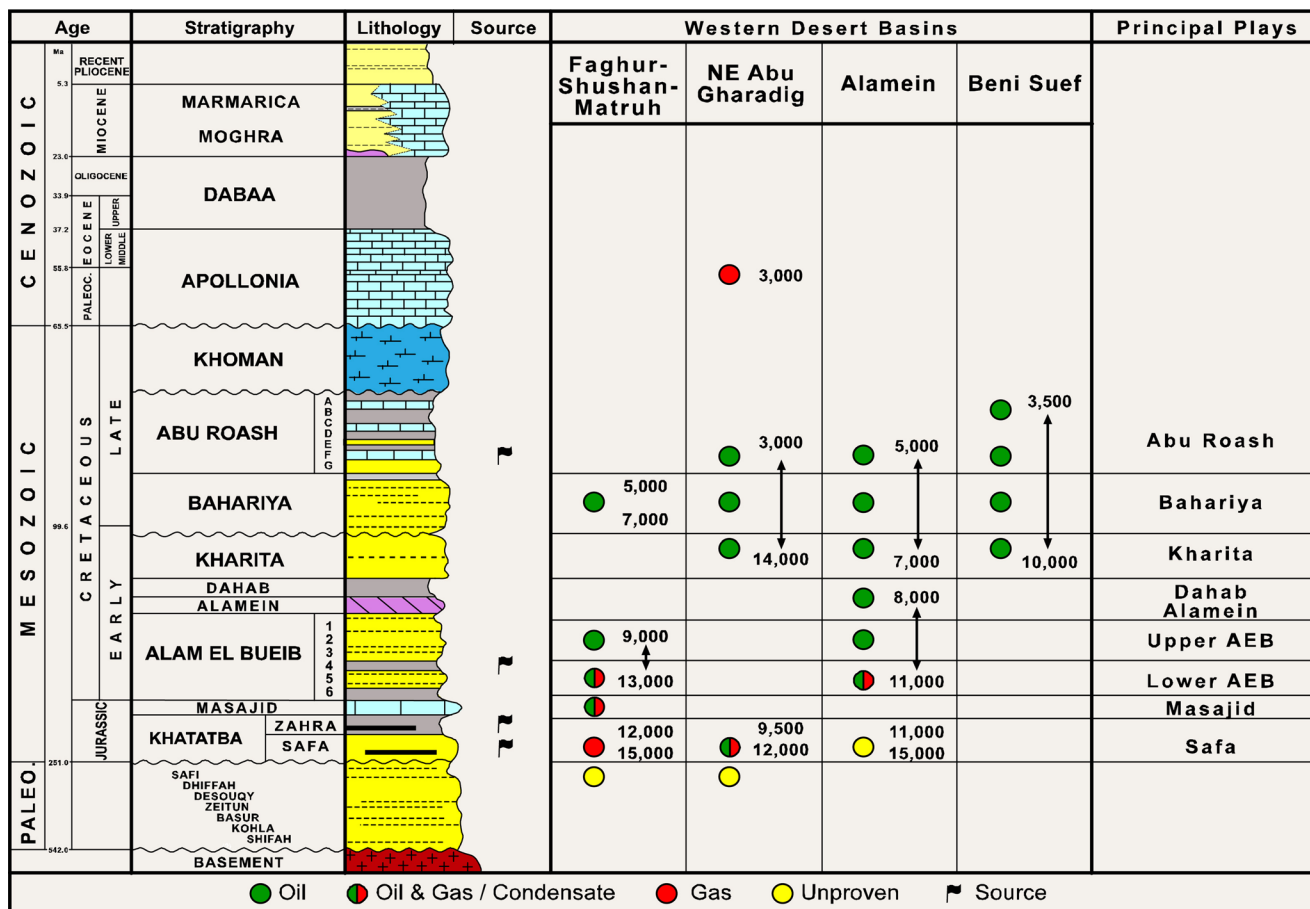 Age
Stratigraphy
Lithology
Source
Western Desert Basins
Principal Plays
Faghur-
Shushan-
Matruh
NE Abu
Gharadig
Alamein
Beni Suef
Ma
CENOZOIC
RECENT
PLIOCENE
5.3
MIOCENE
MARMARICA
MOGHRA
23.0
OLIGOCENE
DABAA
33.9
EOCENE
UPPER
37.2
LOWER
MIDDLE
55.8
PALEOC.
APOLLONIA
3,000
65.5
MESOZOIC
CRETACEOUS
LATE
KHOMAN
ABU ROASH
A
B
C
D
E
F
G
3,000
5,000
3,500
Abu Roash
BAHARIYA
5,000
7,000
Bahariya
99.6
EARLY
KHARITA
14,000
7,000
10,000
Kharita
DAHAB
ALAMEIN
8,000
Dahab
Alamein
ALAM EL BUEIB
1
2
3
4
5
6
9,000
Upper AEB
13,000
11,000
Lower AEB
JURASSIC
MASAJID
Masajid
KHATATBA
ZAHRA
SAFA
12,000
15,000
9,500
12,000
11,000
15,000
Safa
251.0
PALEO.
SAFI
DHIFFAH
DESOUQY
ZEITUN
BASUR
KOHLA
SHIFAH
542.0
BASEMENT
Oil
Oil & Gas / Condensate
Gas
Unproven
Source